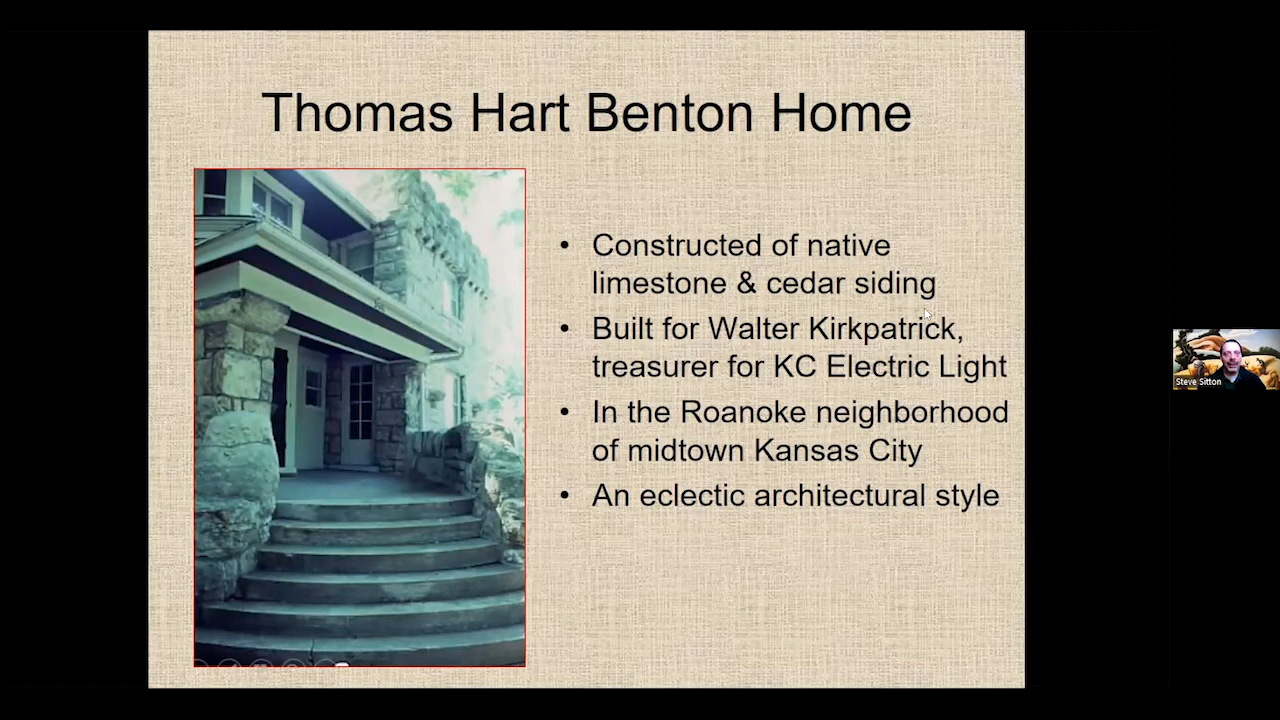 Thomas Hart Benton Home
• Constructed of native
limestone & cedar siding
• Built for Walter Kirkpatrick,
treasurer for KC Electric Light
• In the Roanoke neighborhood
of midtown Kansas City
• An eclectic architectural style
Steve Sitton